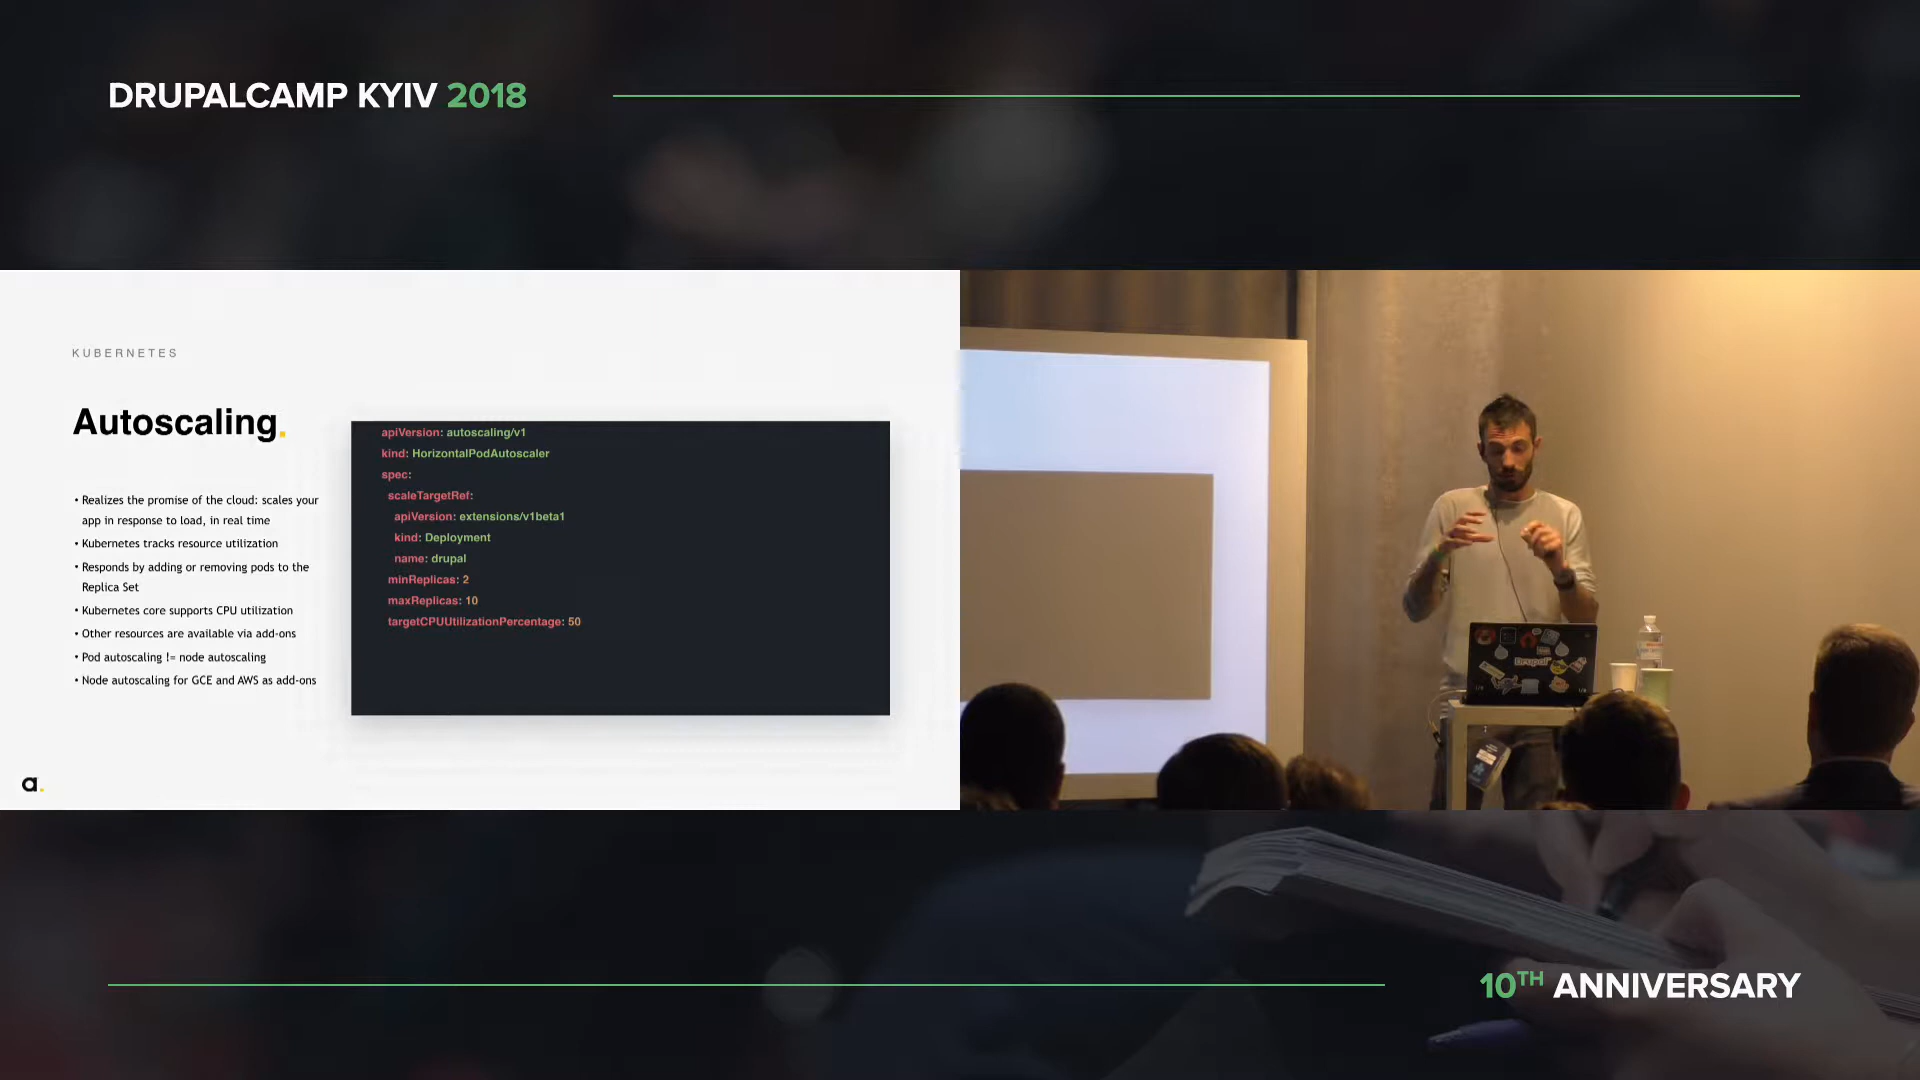 DRUPALCAMP KYIV 2018
KUBERNETES
Autoscaling.
• Realizes the promise of the cloud: scales your
app in response to load, in real time
• Kubernetes tracks resource utilization
• Responds by adding or removing pods to the
Replica Set
• Kubernetes core supports CPU utilization
• Other resources are available via add-ons
• Pod autoscaling != node autoscaling
• Node autoscaling for GCE and AWS as add-ons
apiVersion: autoscaling/v1
kind: HorizontalPodAutoscaler
spec:
scaleTargetRef:
apiVersion: extensions/v1beta1
kind: Deployment
name: drupal
minReplicas: 2
maxReplicas: 10
targetCPUUtilizationPercentage: 50
a.
Drupal
10TH ANNIVERSARY